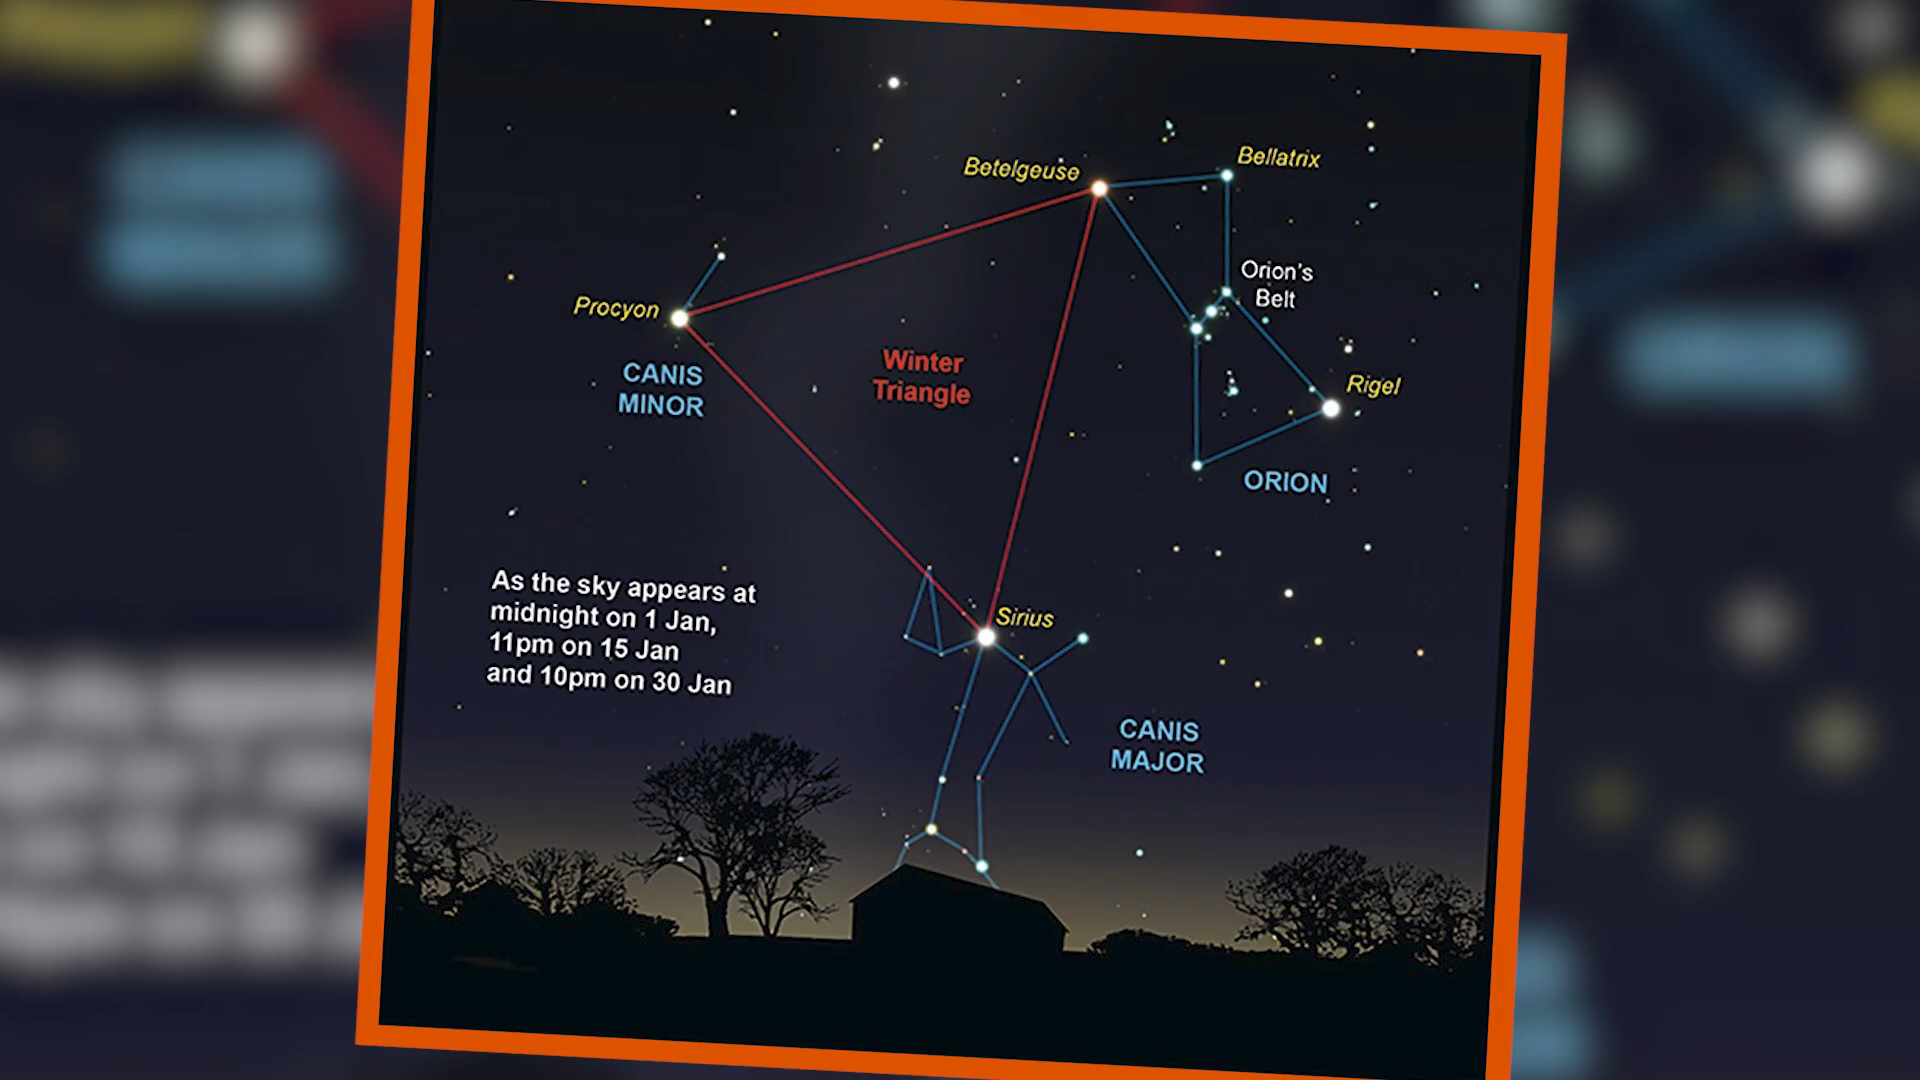 Bellatrix
Betelgeuse
Orion's
Belt
Procyon
Winter
Triangle
CANIS
MINOR
Rigel
ORION
As the sky appears at
midnight on 1 Jan,
11pm on 15 Jan
and 10pm on 30 Jan
Sirius
CANIS
MAJOR